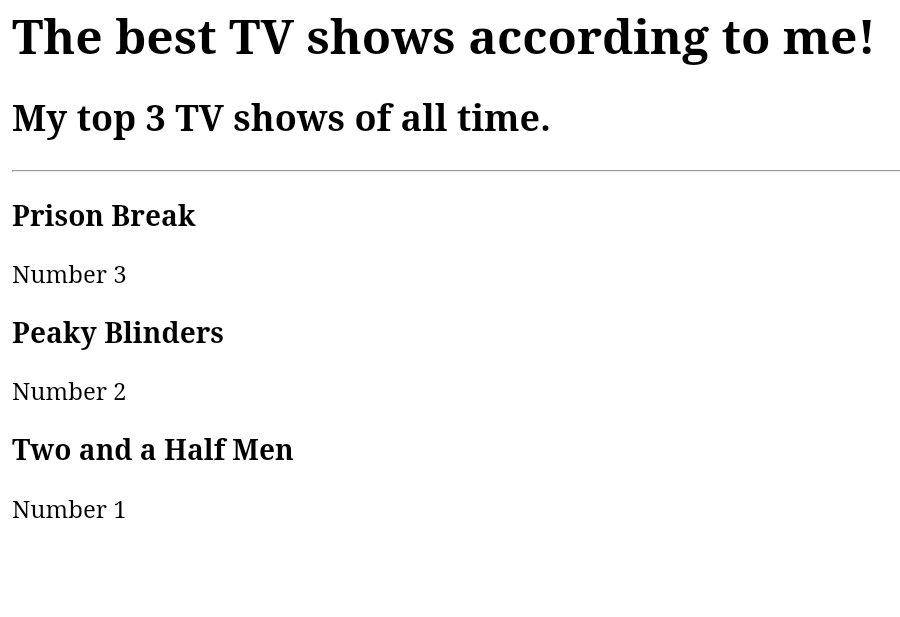 The best TV shows according to me!
My top 3 TV shows of all time.
Prison Break
Number 3
Peaky Blinders
Number 2
Two and a Half Men
Number 1